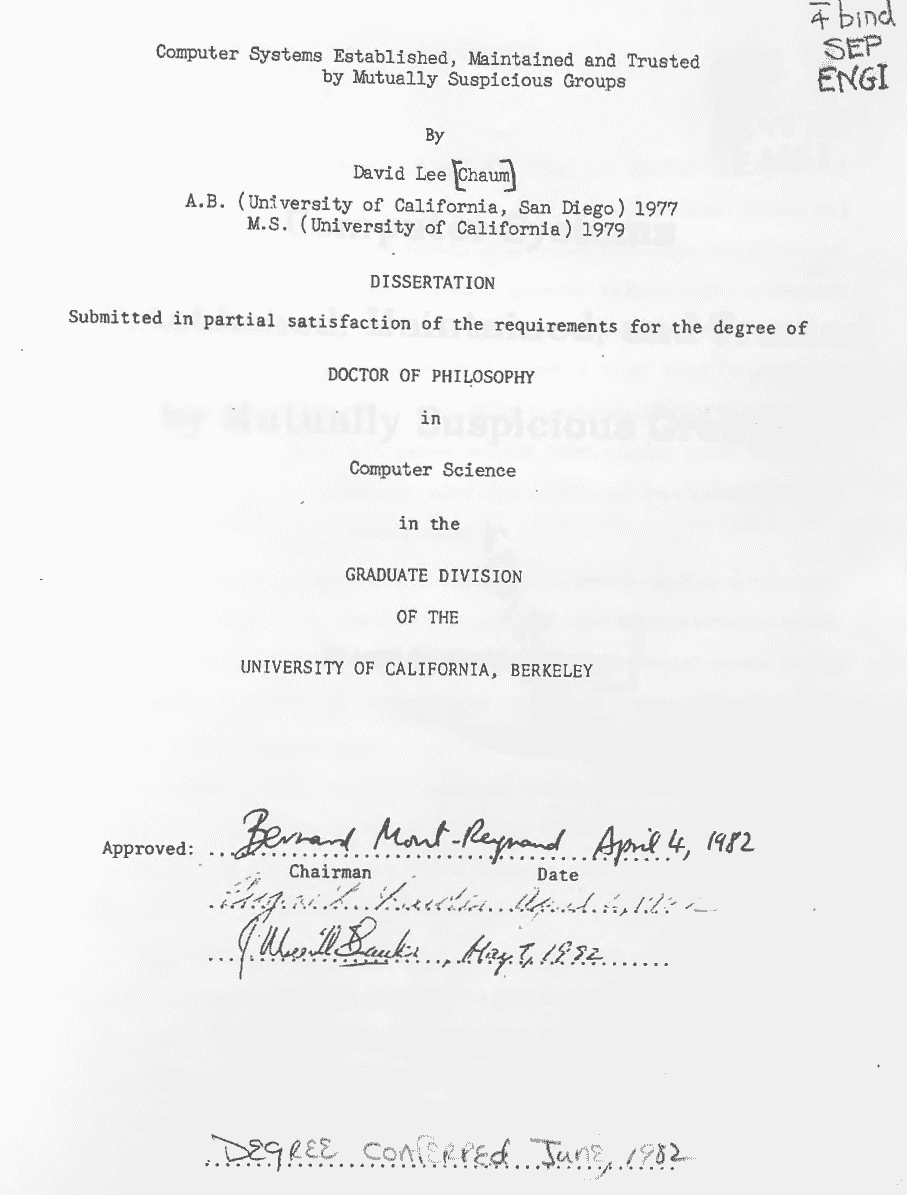 4 bind
SEP
ENGI
Computer Systems Established, Maintained and Trusted
by Mutually Suspicious Groups
By
David Lee [Chaum]
A.B. (University of California, San Diego) 1977
M.S. (University of California) 1979
DISSERTATION
Submitted in partial satisfaction of the requirements for the degree of
DOCTOR OF PHILOSOPHY
in
Computer Science
in the
GRADUATE DIVISION
OF THE
UNIVERSITY OF CALIFORNIA, BERKELEY
Approved: Bernard Mont-Reynaud April 4, 1982
Chairman Date
April
May 7, 1982
DEGREE CONFERRED June, 1982